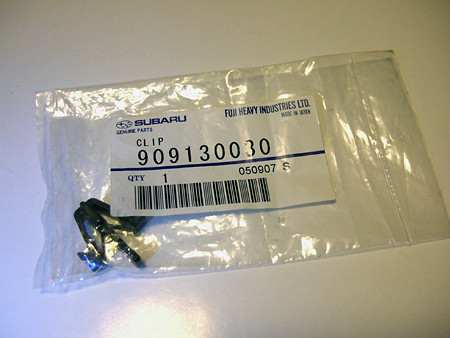 SUBARU
GENUINE PARTS
FUJI HEAVY INDUSTRIES LTD.
MADE IN JAPAN
CLIP
909130030
QTY 1
050907 S